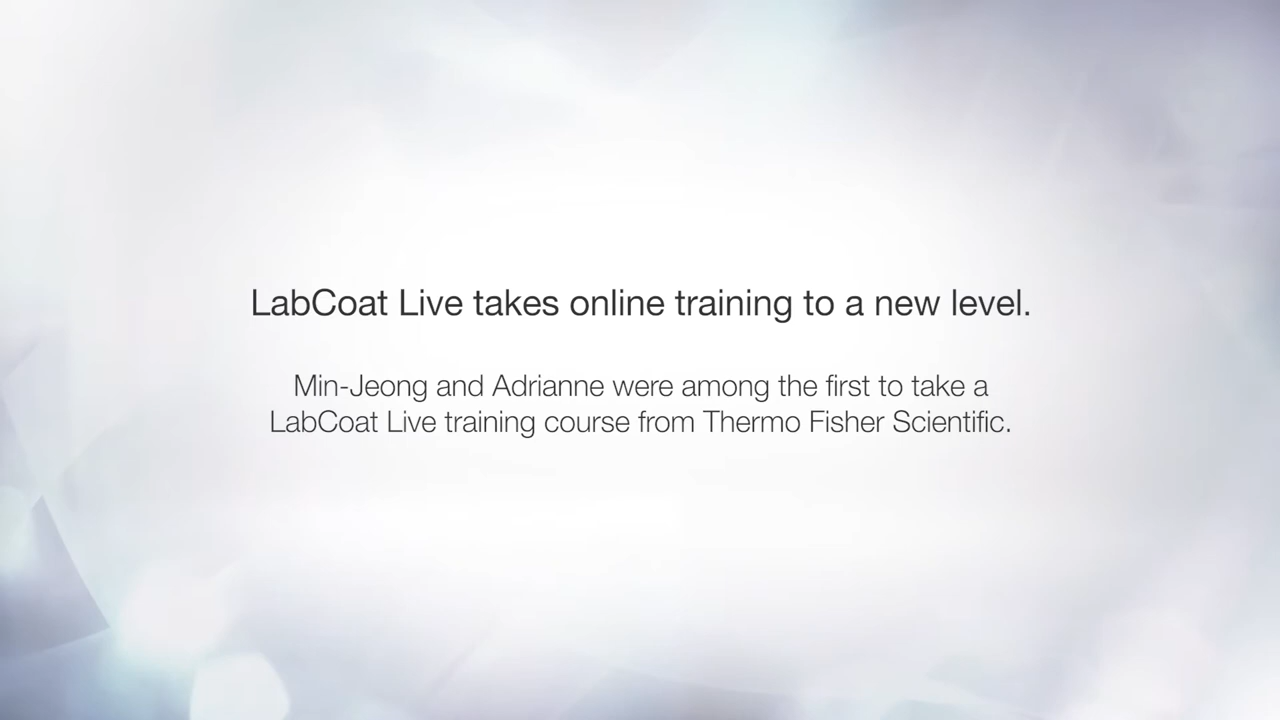 LabCoat Live takes online training to a new level.
Min-Jeong and Adrianne were among the first to take a
LabCoat Live training course from Thermo Fisher Scientific.